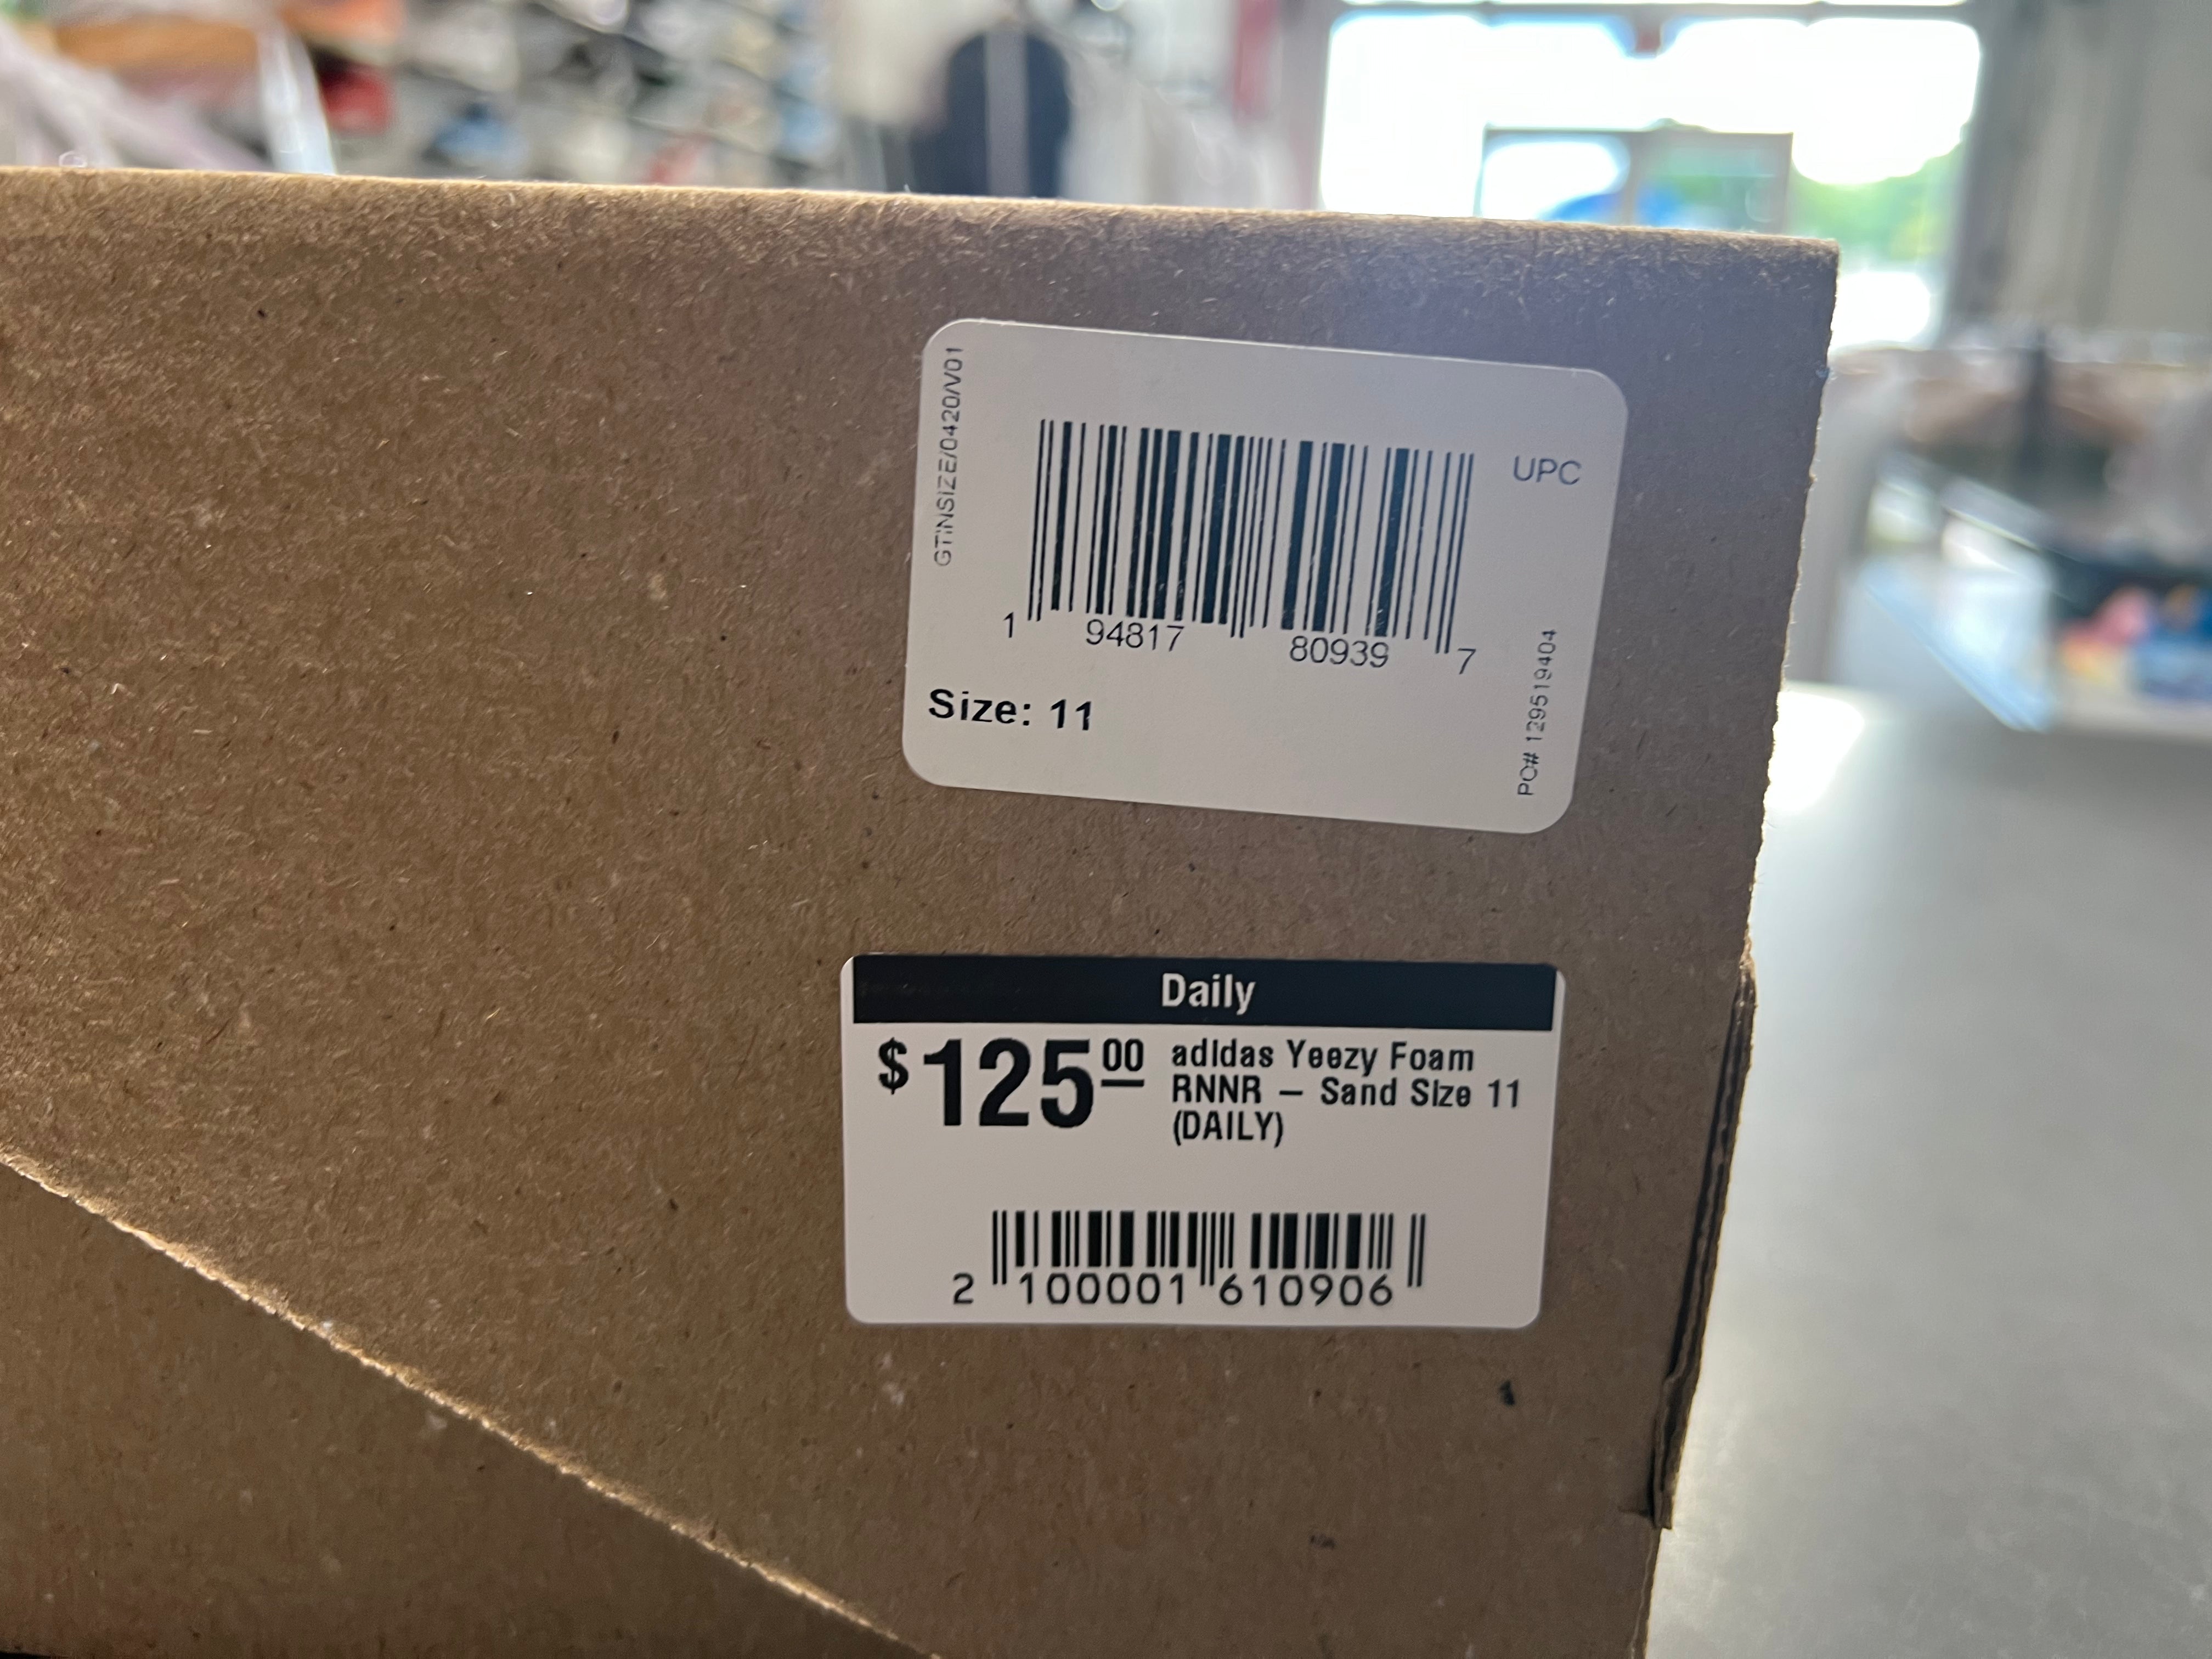 GTINSIZE/0420/V01
UPC
1 94817 80939 7
Size: 11
PO# 129519404
Daily
$125.00 adidas Yeezy Foam
RNNR – Sand Size 11
(DAILY)
2 100001 610906